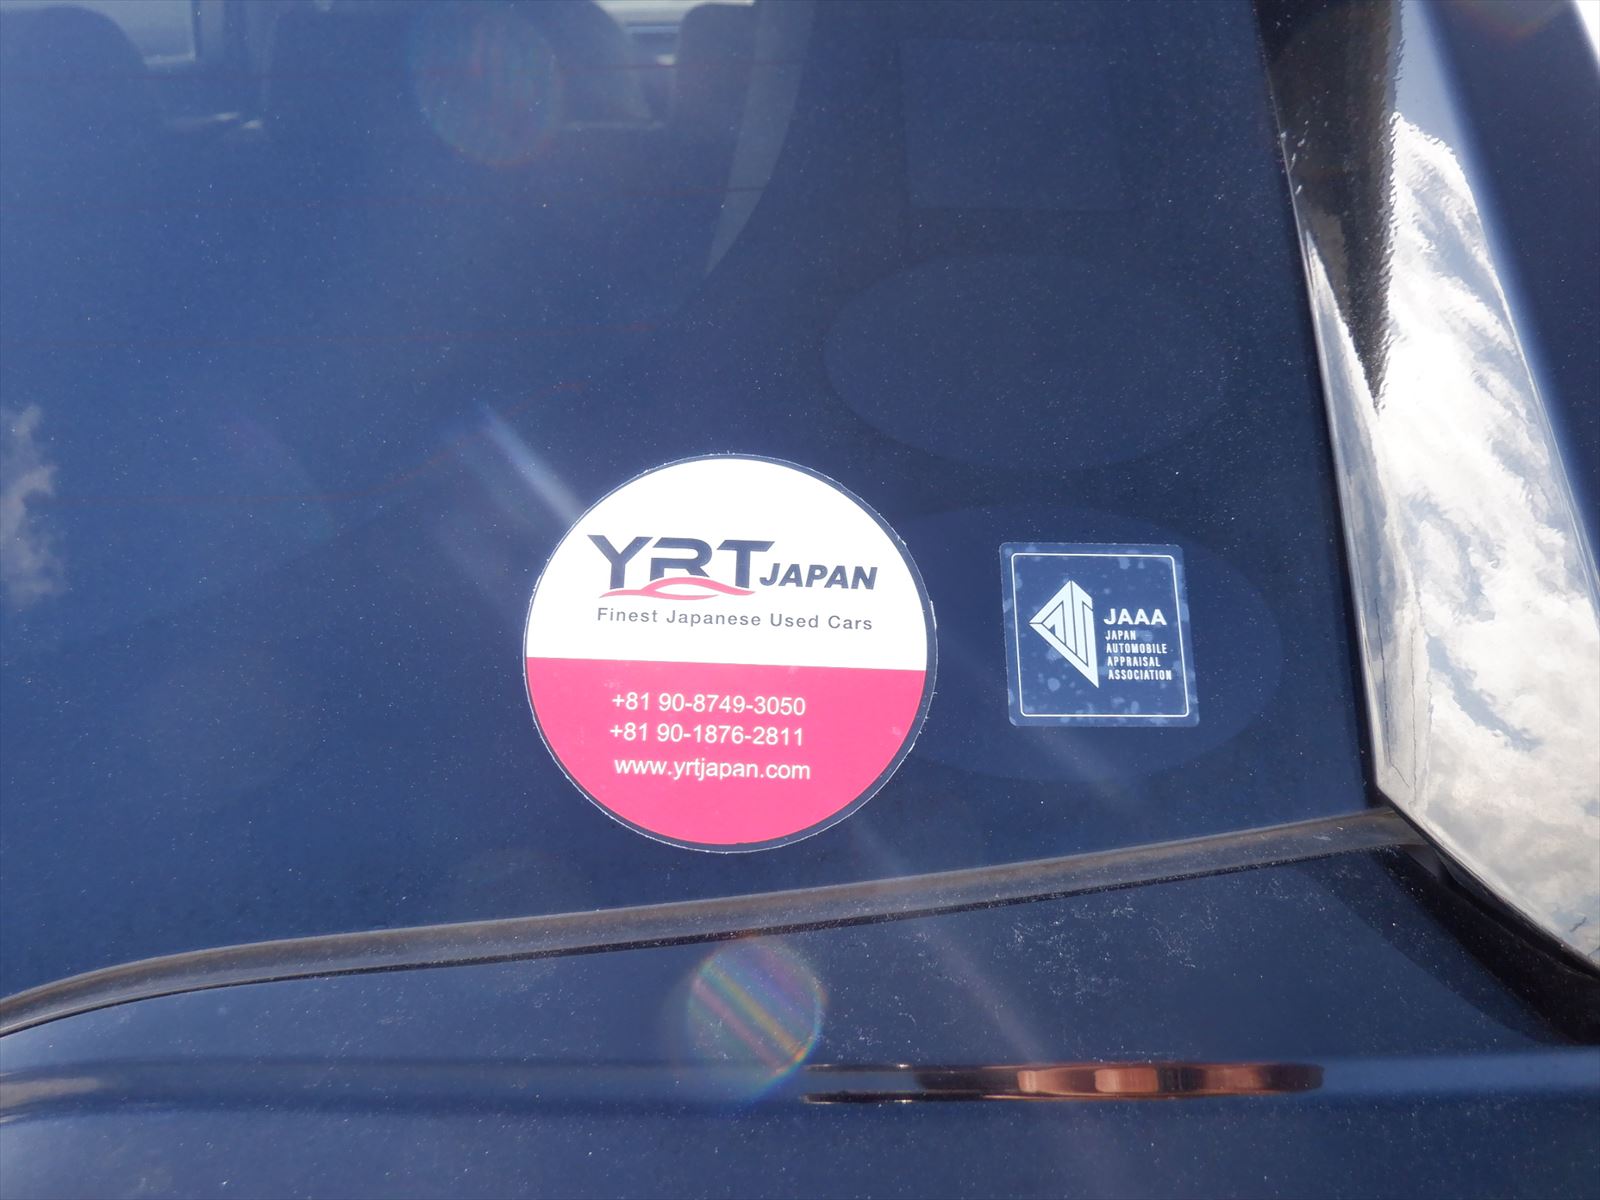 YRT JAPAN
Finest Japanese Used Cars
+81 90-8749-3050
+81 90-1876-2811
www.yrtjapan.com
JAAA
JAPAN
AUTOMOBILE
APPRAISAL
ASSOCIATION